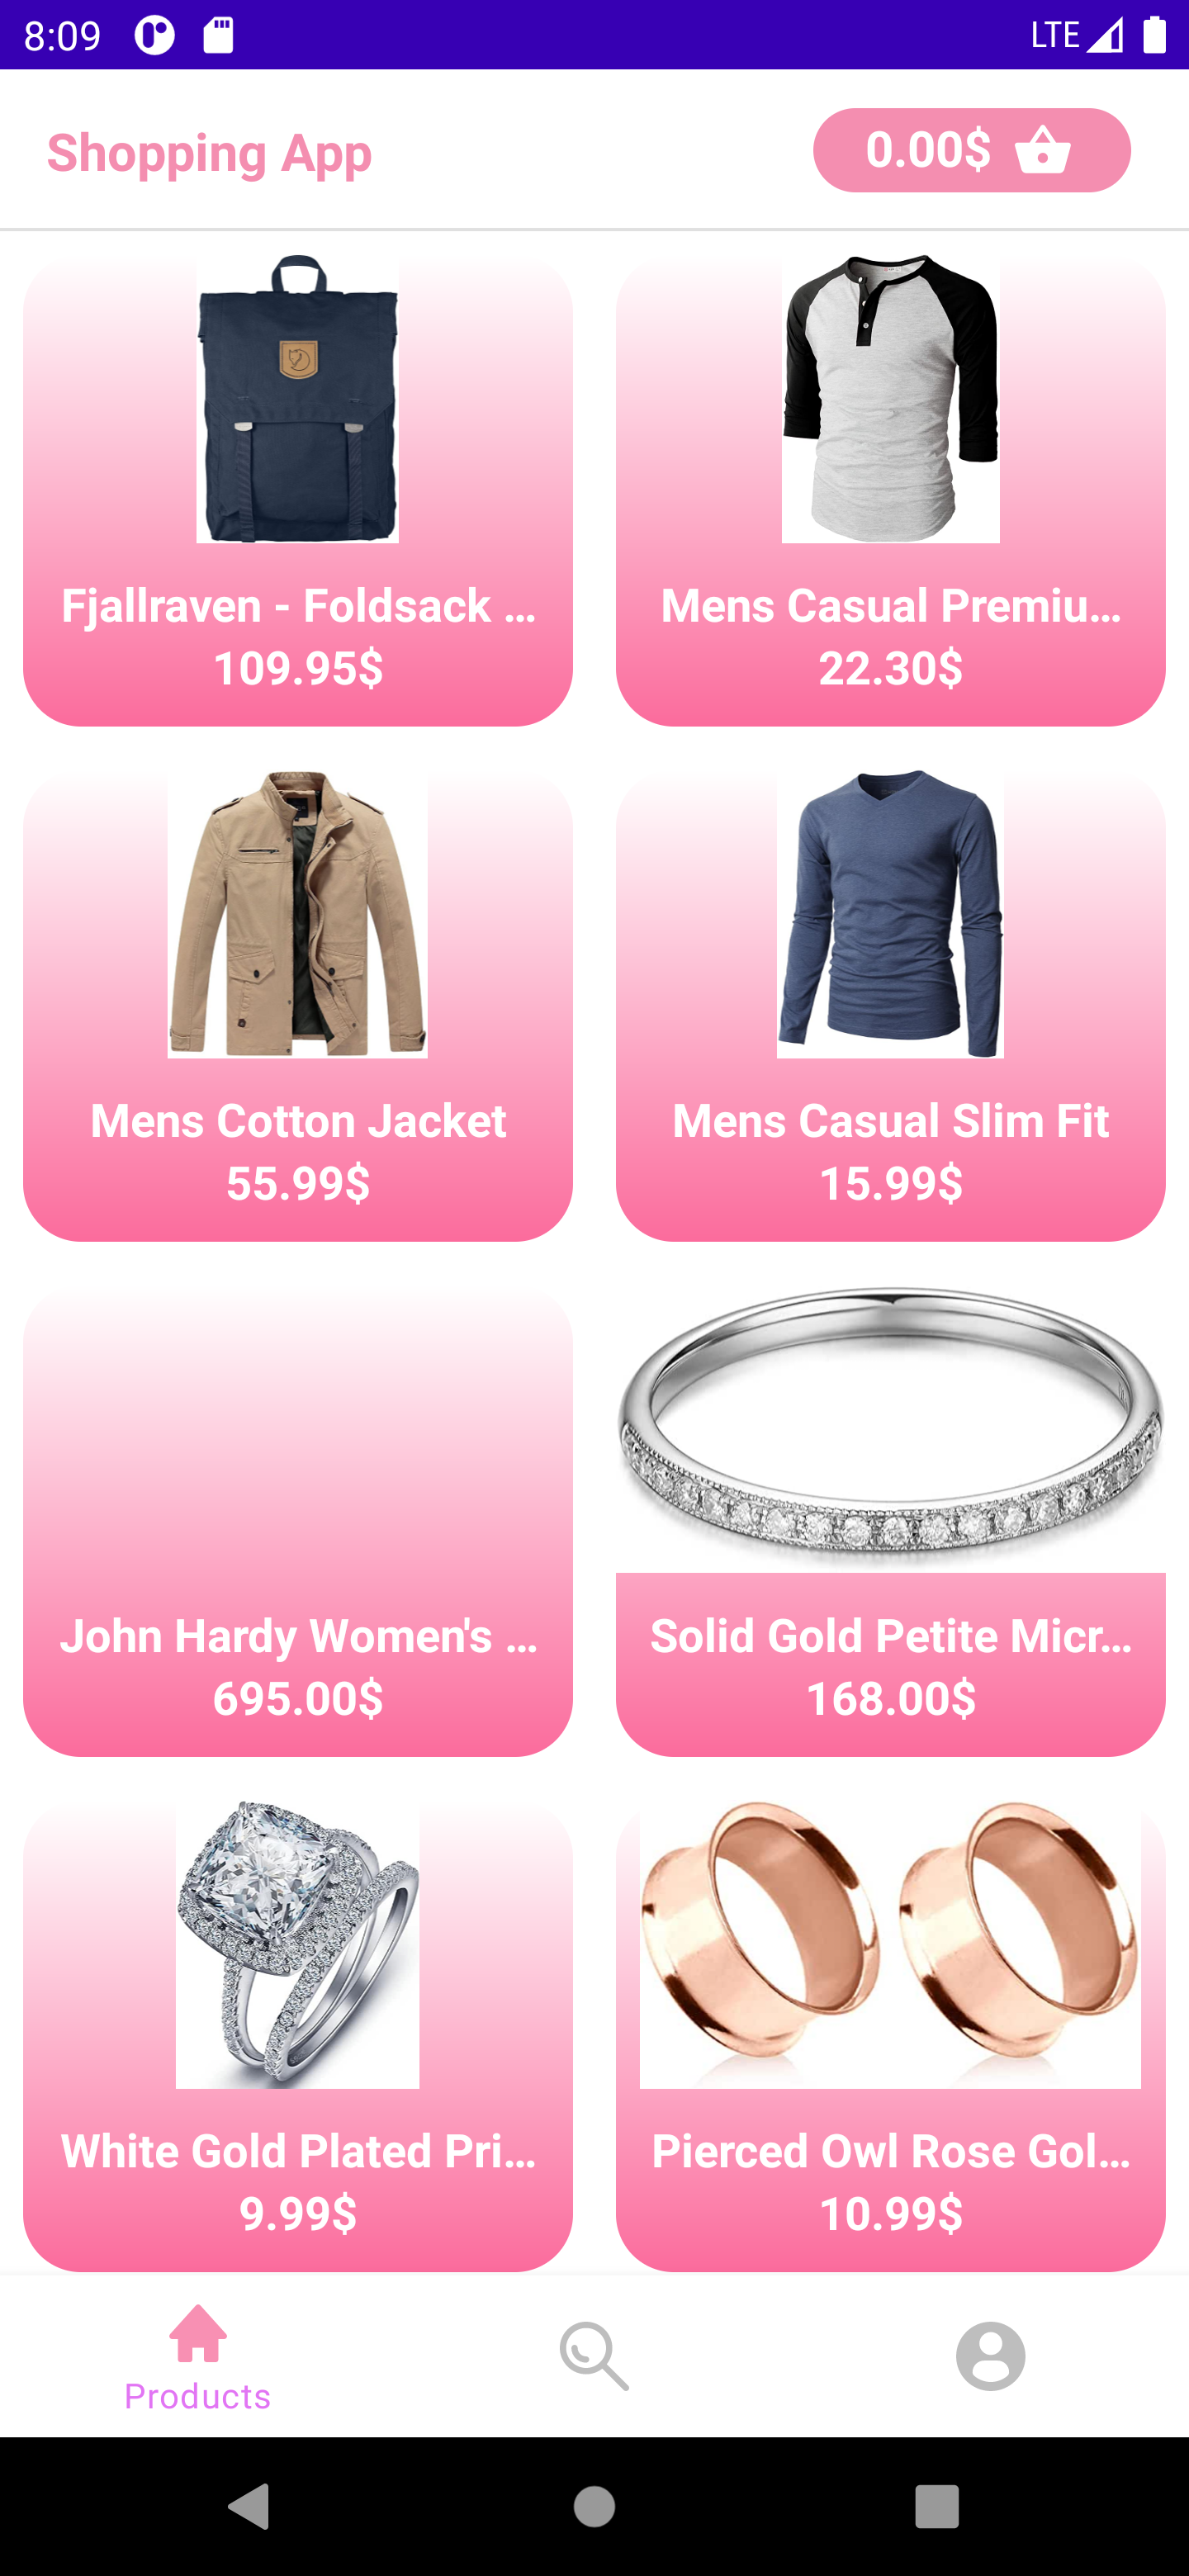 8:09
LTE
Shopping App
0.00$
Fjallraven - Foldsack ...
109.95$
Mens Casual Premiu...
22.30$
Mens Cotton Jacket
55.99$
Mens Casual Slim Fit
15.99$
John Hardy Women's ...
695.00$
Solid Gold Petite Micr...
168.00$
White Gold Plated Pri...
9.99$
Pierced Owl Rose Gol...
10.99$
Products